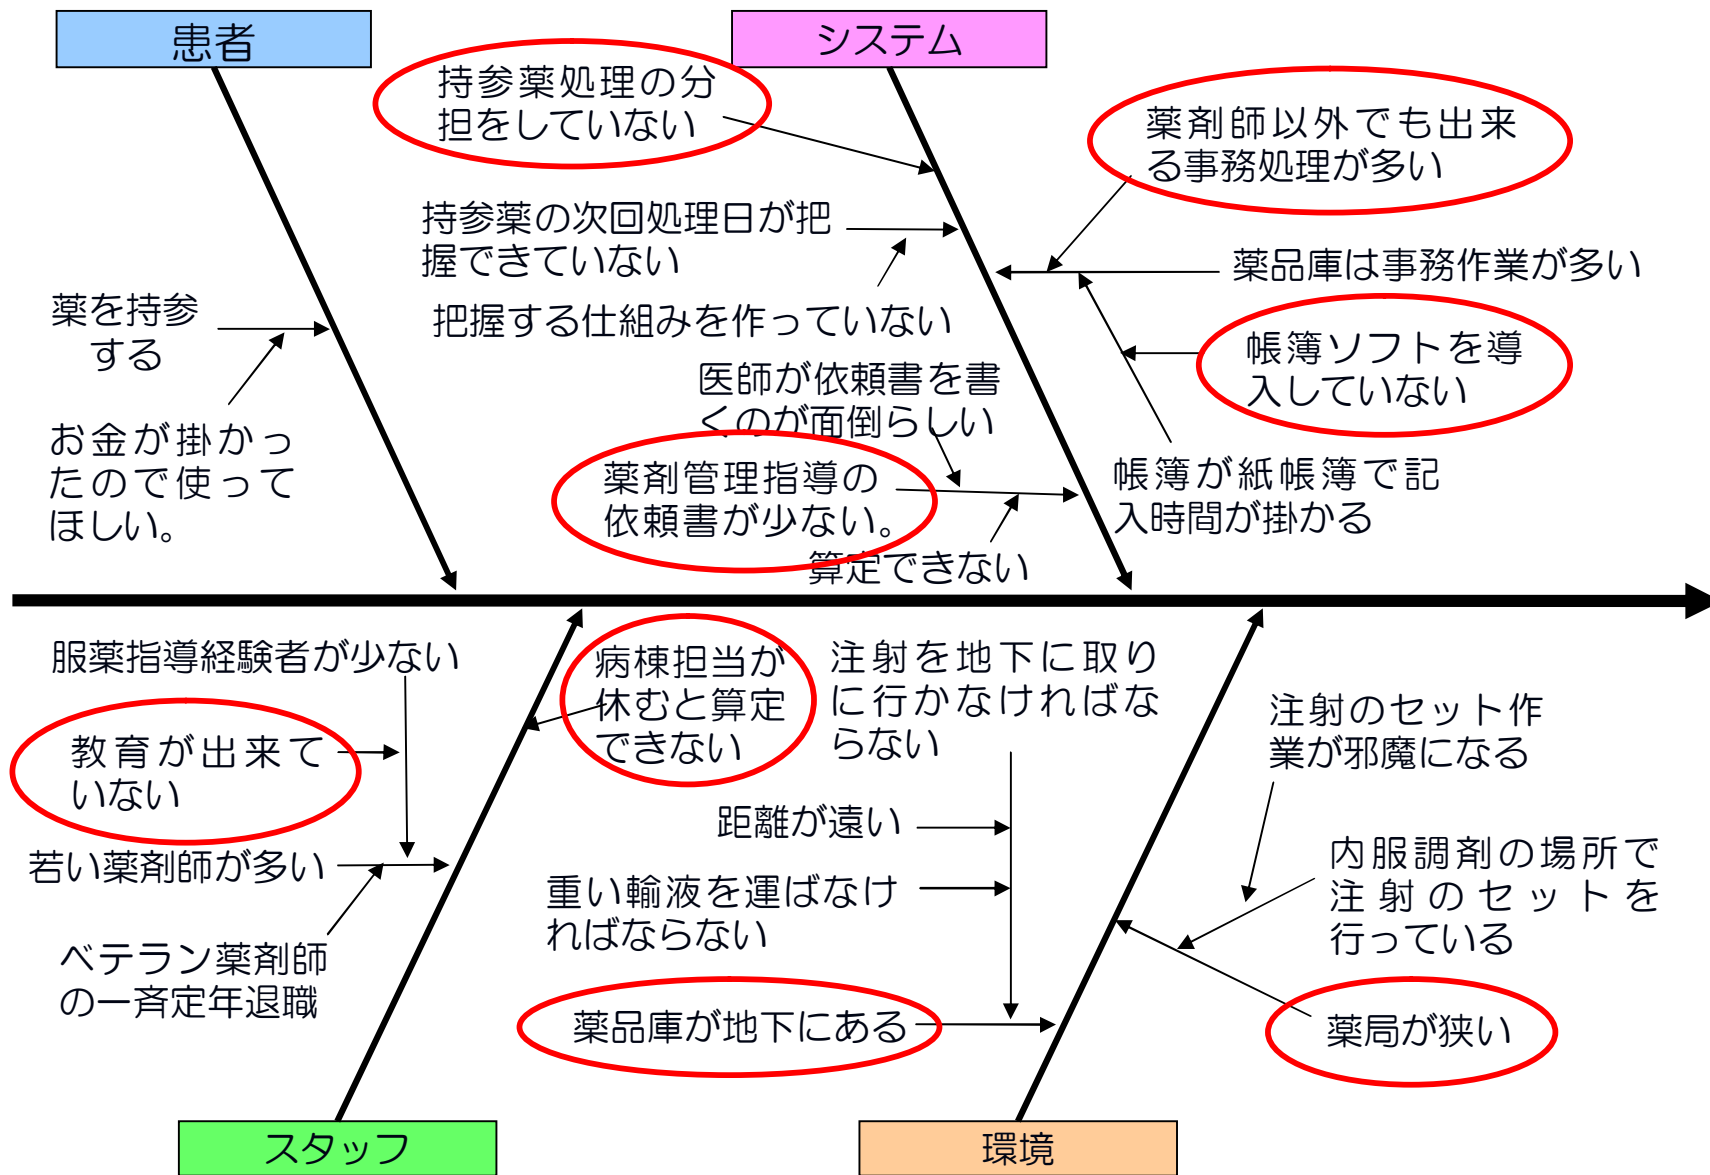 患者
システム
持参薬処理の分
担をしていない
薬剤師以外でも出来
る事務処理が多い
持参薬の次回処理日が把
握できていない
薬品庫は事務作業が多い
薬を持参
する
把握する仕組みを作っていない
帳簿ソフトを導
入していない
医師が依頼書を書
くのが面倒らしい
お金が掛かっ
たので使って
ほしい。
薬剤管理指導の
依頼書が少ない。
帳簿が紙帳簿で記
入時間が掛かる
算定できない
服薬指導経験者が少ない
病棟担当が
休むと算定
できない
注射を地下に取り
に行かなければな
らない
注射のセット作
業が邪魔になる
教育が出来て
いない
距離が遠い
若い薬剤師が多い
内服調剤の場所で
注射のセットを
行っている
重い輸液を運ばなけ
ればならない
ベテラン薬剤師
の一斉定年退職
薬品庫が地下にある
薬局が狭い
スタッフ
環境